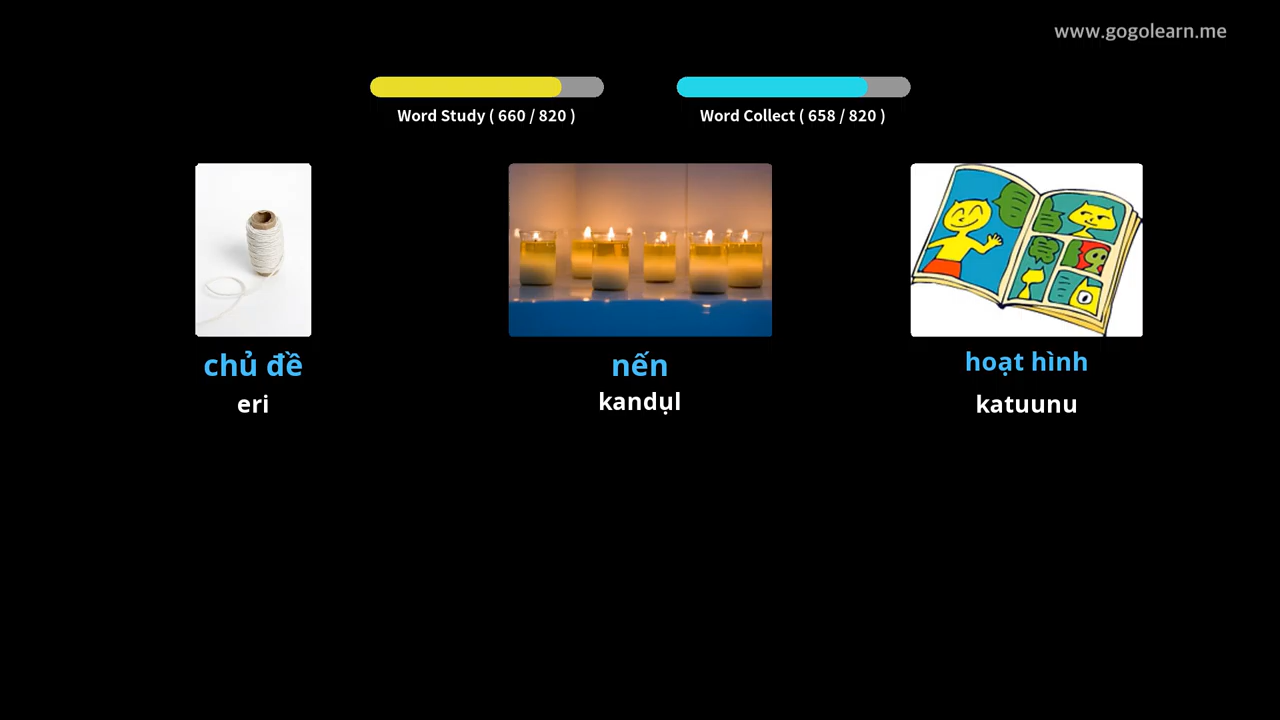 www.gogolearn.me
Word Study ( 660 / 820 )
Word Collect ( 658 / 820 )
chủ đề
eri
nến
kandụl
hoạt hình
katuunu